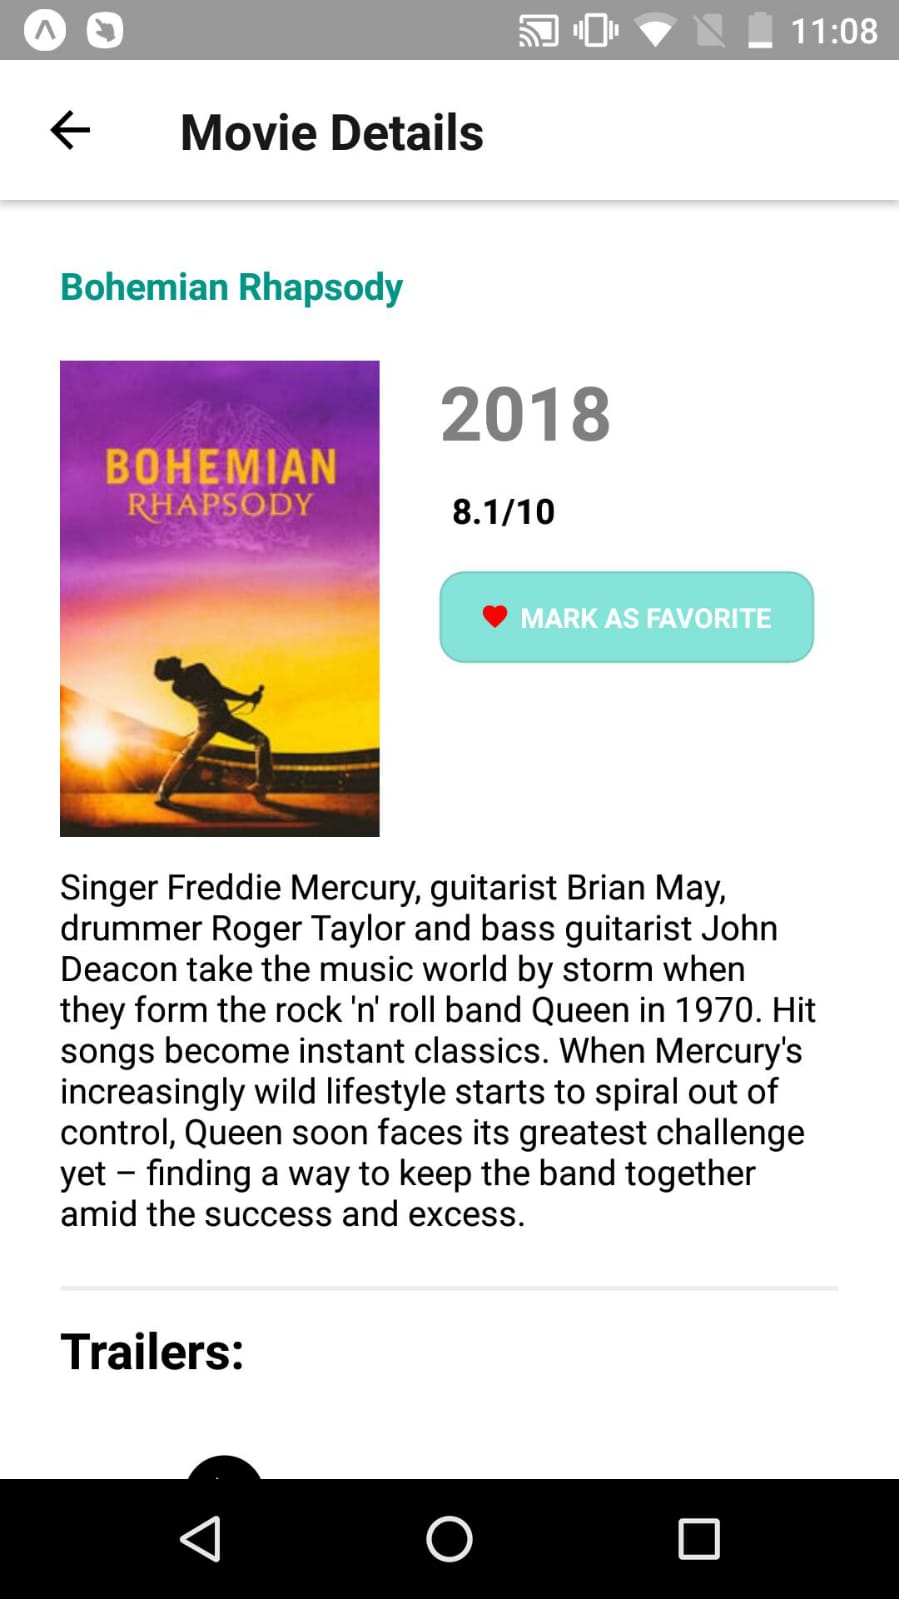 11:08
Movie Details
Bohemian Rhapsody
BOHEMIAN
RHAPSODY
2018
8.1/10
MARK AS FAVORITE
Singer Freddie Mercury, guitarist Brian May,
drummer Roger Taylor and bass guitarist John
Deacon take the music world by storm when
they form the rock 'n' roll band Queen in 1970. Hit
songs become instant classics. When Mercury's
increasingly wild lifestyle starts to spiral out of
control, Queen soon faces its greatest challenge
yet – finding a way to keep the band together
amid the success and excess.
Trailers: